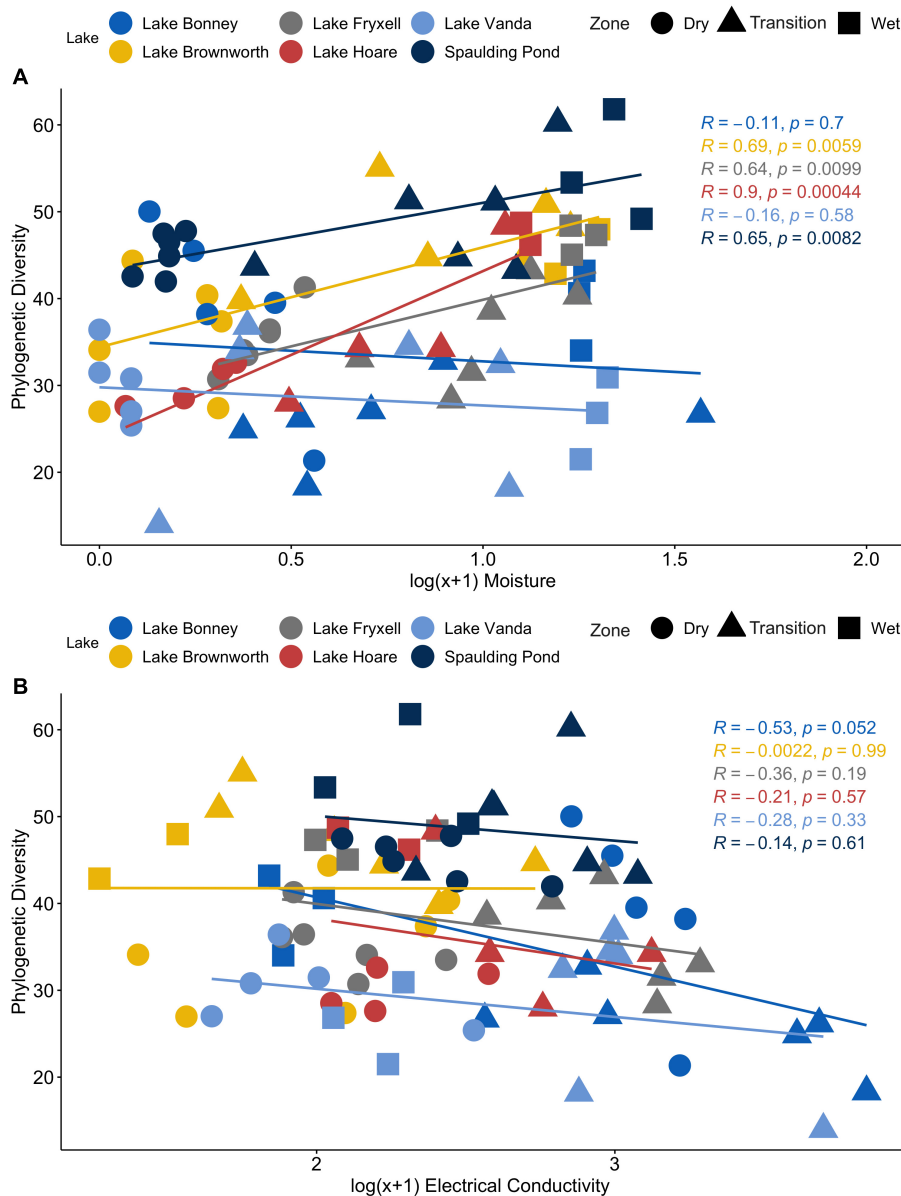 Lake Lake Bonney Lake Fryxell Lake Vanda Zone Dry Transition Wet
Lake Brownworth Lake Hoare Spaulding Pond
A
60
50
40
30
20
Phylogenetic Diversity
R = −0.11, p = 0.7
R = 0.69, p = 0.0059
R = 0.64, p = 0.0099
R = 0.9, p = 0.00044
R = −0.16, p = 0.58
R = 0.65, p = 0.0082
0.0 0.5 1.0 1.5 2.0
log(x+1) Moisture
Lake Lake Bonney Lake Fryxell Lake Vanda Zone Dry Transition Wet
Lake Brownworth Lake Hoare Spaulding Pond
B
60
50
40
30
20
Phylogenetic Diversity
R = −0.53, p = 0.052
R = −0.0022, p = 0.99
R = −0.36, p = 0.19
R = −0.21, p = 0.57
R = −0.28, p = 0.33
R = −0.14, p = 0.61
2 3
log(x+1) Electrical Conductivity